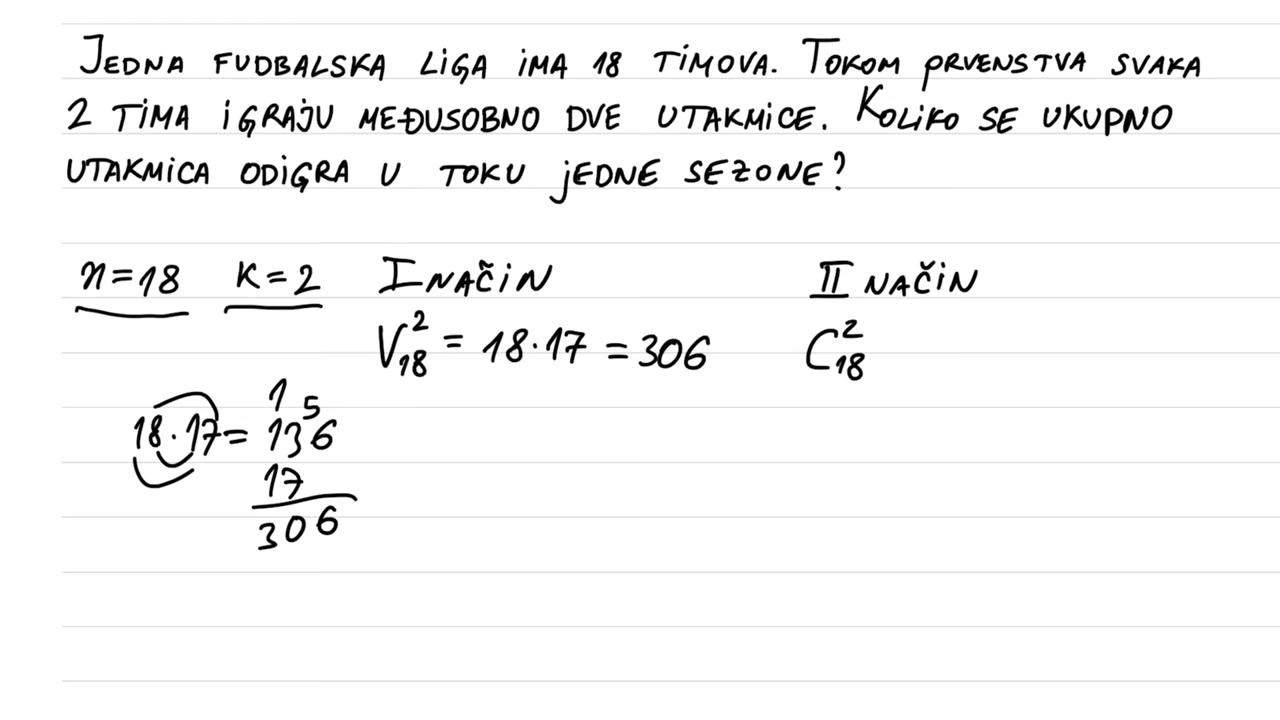 JEDNA FUDBALSKA LIGA IMA 18 TIMOVA. TOKOM PRVENSTVA SVAKA
2 TIMA IGRAJU MEĐUSOBNO DVE UTAKMICE. KOLIKO SE UKUPNO
UTAKMICA ODIGRA U TOKU JEDNE SEZONE?
n=18 K=2 I NAČIN II NAČIN
V₁₈² = 18·17 = 306 C₁₈²
1 5
18·17= 136
17
306